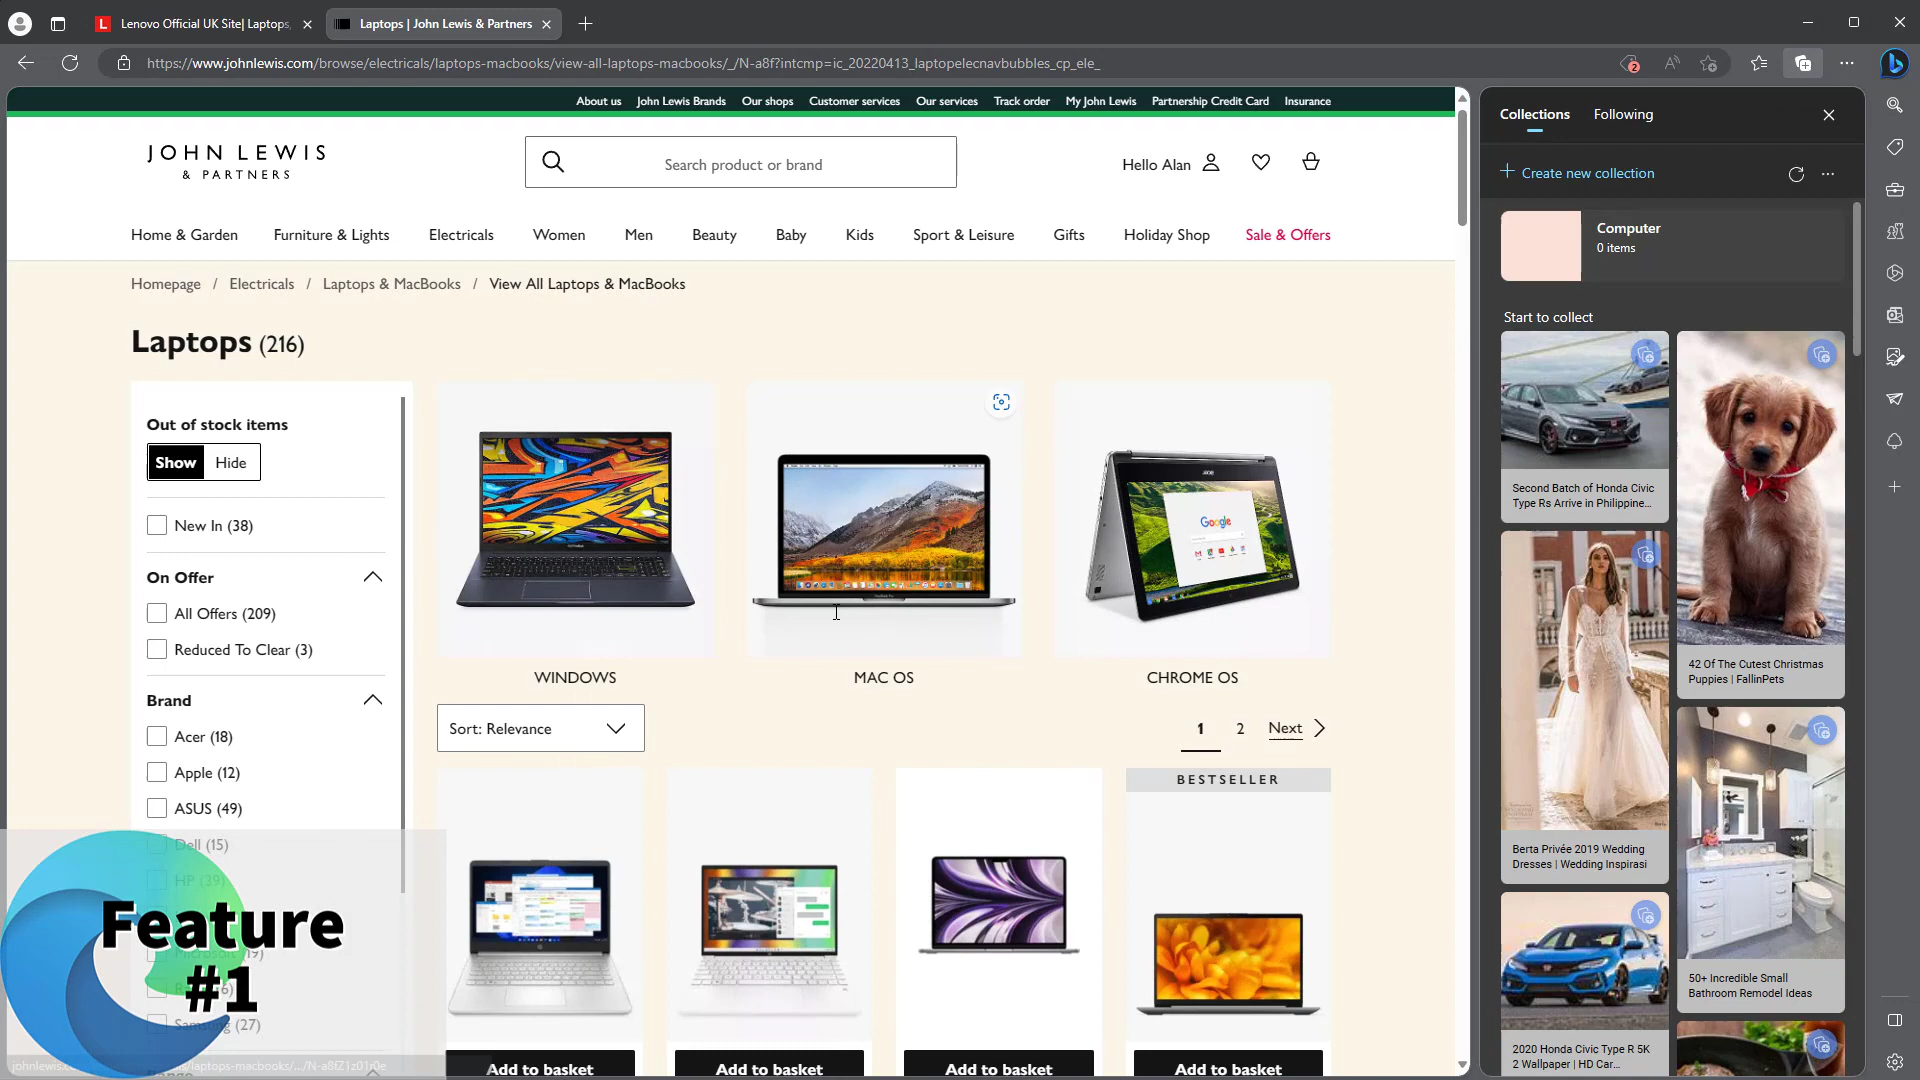 Lenovo Official UK Site| Laptops,
Laptops | John Lewis & Partners
https://www.johnlewis.com/browse/electricals/laptops-macbooks/view-all-laptops-macbooks/_/N-a8f?intcmp=ic_20220413_laptopelecnavbubbles_cp_ele_
2
About us
John Lewis Brands
Our shops
Customer services
Our services
Track order
My John Lewis
Partnership Credit Card
Insurance
JOHN LEWIS
& PARTNERS
Search product or brand
Hello Alan
Home & Garden
Furniture & Lights
Electricals
Women
Men
Beauty
Baby
Kids
Sport & Leisure
Gifts
Holiday Shop
Sale & Offers
Homepage / Electricals / Laptops & MacBooks / View All Laptops & MacBooks
Laptops (216)
Out of stock items
Show
Hide
New In (38)
On Offer
All Offers (209)
Reduced To Clear (3)
Brand
Acer (18)
Apple (12)
ASUS (49)
Dell (15)
HP (39)
Samsung (27)
Feature
#1
Google
WINDOWS
MAC OS
CHROME OS
Sort: Relevance
1
2
Next
BESTSELLER
Add to basket
Add to basket
Add to basket
Add to basket
Collections
Following
Create new collection
Computer
0 items
Start to collect
Second Batch of Honda Civic
Type Rs Arrive in Philippine...
42 Of The Cutest Christmas
Puppies | FallinPets
Berta Privée 2019 Wedding
Dresses | Wedding Inspirasi
50+ Incredible Small
Bathroom Remodel Ideas
2020 Honda Civic Type R 5K
2 Wallpaper | HD Car...